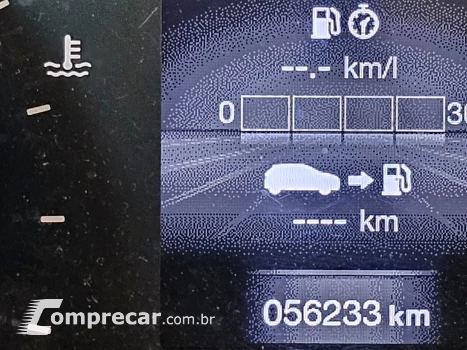 --.- km/l
0 30
---- km
056233 km
Comprecar.com.br